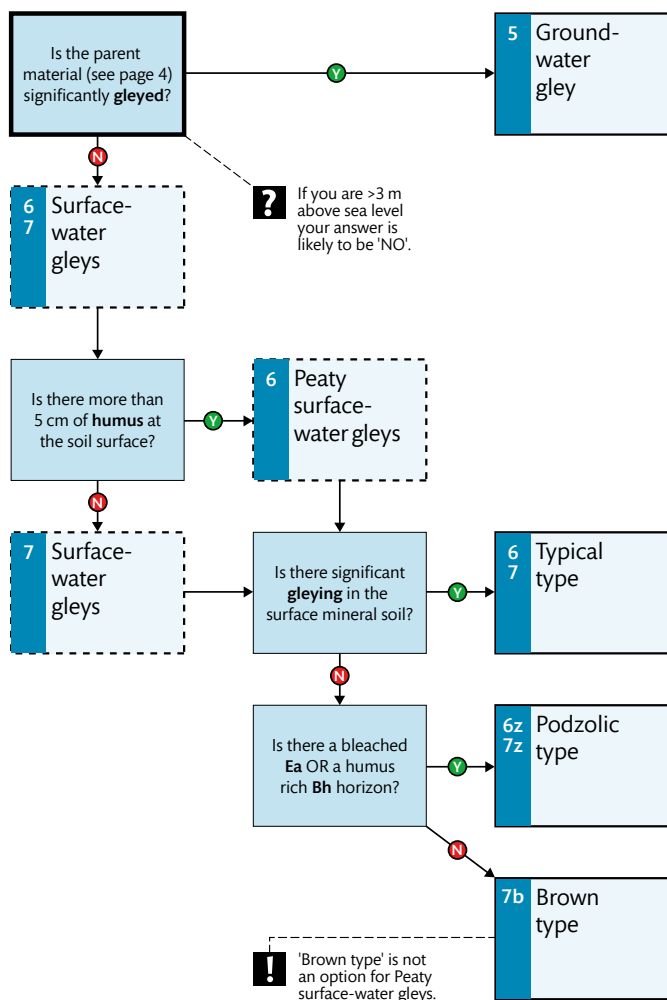 Is the parent
material (see page 4)
significantly gleyed?
Y
5
Ground-
water
gley
N
?
If you are >3 m
above sea level
your answer is
likely to be 'NO'.
6
7
Surface-
water
gleys
Is there more than
5 cm of humus at
the soil surface?
Y
6
Peaty
surface-
water gleys
N
7
Surface-
water
gleys
Is there significant
gleying in the
surface mineral soil?
Y
6
7
Typical
type
N
Is there a bleached
Ea OR a humus
rich Bh horizon?
Y
6z
7z
Podzolic
type
N
7b
Brown
type
!
'Brown type' is not
an option for Peaty
surface-water gleys.